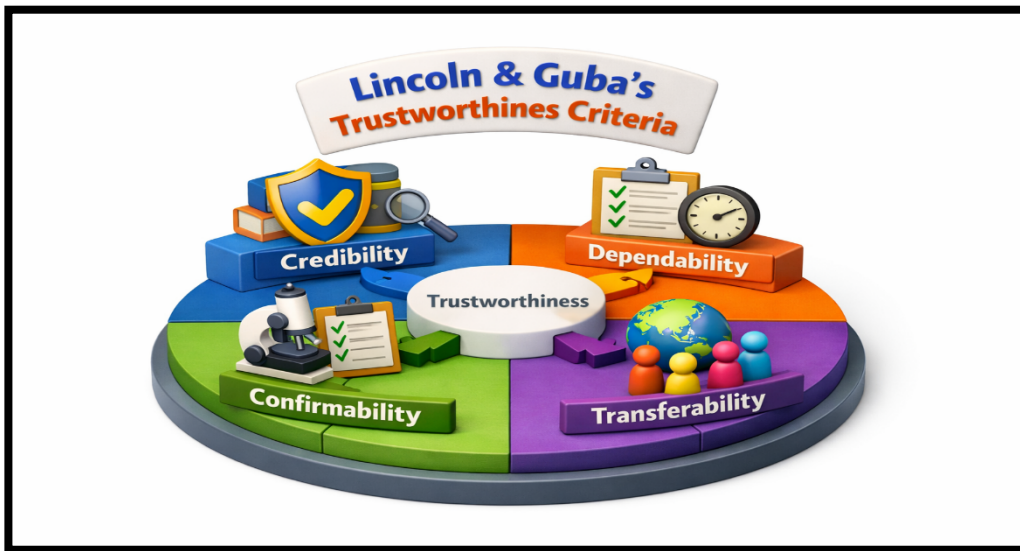 Lincoln & Guba's
Trustworthines Criteria
Credibility
Dependability
Trustworthiness
Confirmability
Transferability